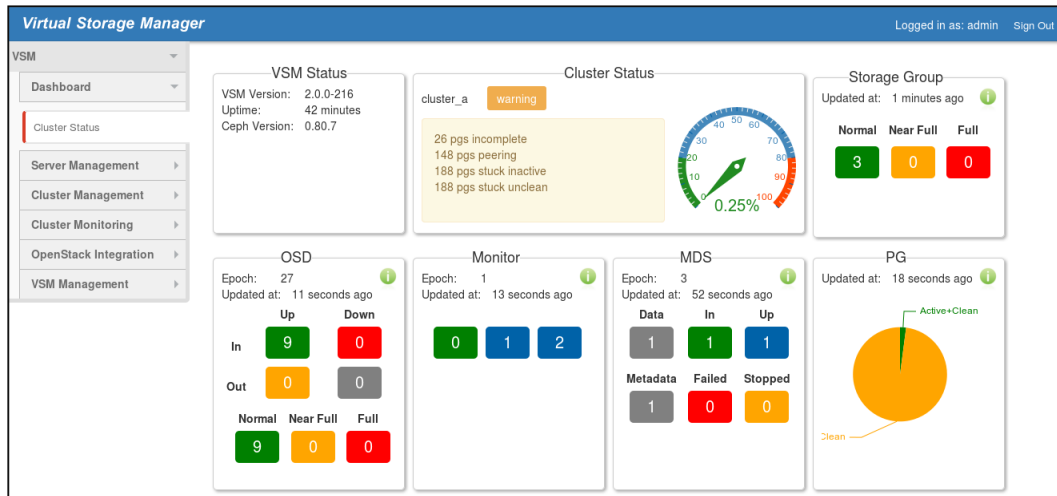 Virtual Storage Manager
Logged in as: admin Sign Out
VSM
Dashboard
Cluster Status
Server Management
Cluster Management
Cluster Monitoring
OpenStack Integration
VSM Management
VSM Status
VSM Version: 2.0.0-216
Uptime: 42 minutes
Ceph Version: 0.80.7
Cluster Status
cluster_a warning
26 pgs incomplete
148 pgs peering
188 pgs stuck inactive
188 pgs stuck unclean
0 10 20 30 40 50 60 70 80 90 100
0.25%
Storage Group
Updated at: 1 minutes ago
Normal Near Full Full
3 0 0
OSD
Epoch: 27
Updated at: 11 seconds ago
Up Down
In 9 0
Out 0 0
Normal Near Full Full
9 0 0
Monitor
Epoch: 1
Updated at: 13 seconds ago
0 1 2
MDS
Epoch: 3
Updated at: 52 seconds ago
Data In Up
1 1 1
Metadata Failed Stopped
1 0 0
PG
Updated at: 18 seconds ago
Active+Clean
Clean